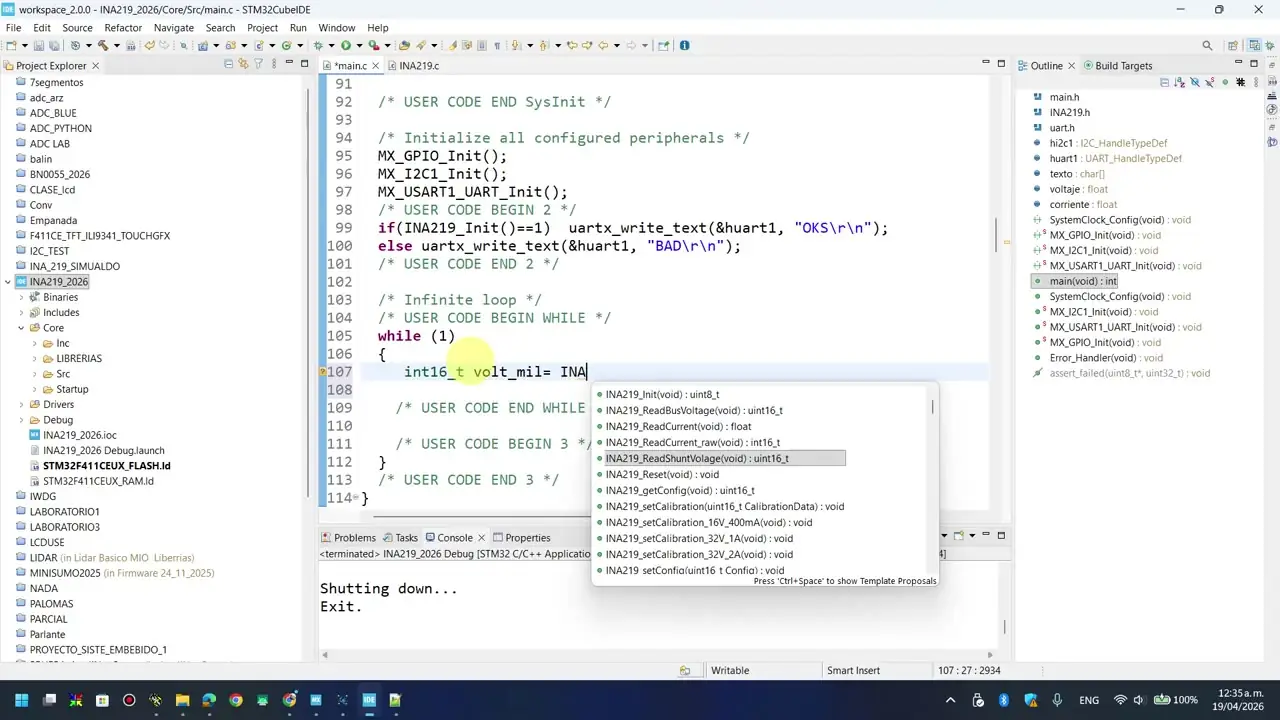 workspace_2.0.0 - INA219_2026/Core/Src/main.c - STM32CubeIDE
File Edit Source Refactor Navigate Search Project Run Window Help
Project Explorer
7segmentos
adc_arz
ADC_BLUE
ADC_PYTHON
ADC LAB
balin
BN0055_2026
CLASE_lcd
Conv
Empanada
F411CE_TFT_ILI9341_TOUCHGFX
I2C_TEST
INA_219_SIMUALDO
INA219_2026
Binaries
Includes
Core
Inc
LIBRERIAS
Src
Startup
Drivers
Debug
INA219_2026.ioc
INA219_2026 Debug.launch
STM32F411CEUX_FLASH.ld
STM32F411CEUX_RAM.ld
IWDG
LABORATORIO1
LABORATORIO3
LCDUSE
LIDAR (in Lidar Basico MIO Liberrias)
MINISUMO2025 (in Firmware 24_11_2025)
NADA
PALOMAS
PARCIAL
Parlante
PROYECTO_SISTE_EMBEBIDO_1
*main.c INA219.c
91
92 /* USER CODE END SysInit */
93
94 /* Initialize all configured peripherals */
95 MX_GPIO_Init();
96 MX_I2C1_Init();
97 MX_USART1_UART_Init();
98 /* USER CODE BEGIN 2 */
99 if(INA219_Init()==1) uartx_write_text(&huart1, "OKS\r\n");
100 else uartx_write_text(&huart1, "BAD\r\n");
101 /* USER CODE END 2 */
102
103 /* Infinite loop */
104 /* USER CODE BEGIN WHILE */
105 while (1)
106 {
107 int16_t volt_mil= INA
108
109 /* USER CODE END WHILE
110
111 /* USER CODE BEGIN 3 */
112 }
113 /* USER CODE END 3 */
114 }
INA219_Init(void) : uint8_t
INA219_ReadBusVoltage(void) : uint16_t
INA219_ReadCurrent(void) : float
INA219_ReadCurrent_raw(void) : int16_t
INA219_ReadShuntVolage(void) : uint16_t
INA219_Reset(void) : void
INA219_getConfig(void) : uint16_t
INA219_setCalibration(uint16_t CalibrationData) : void
INA219_setCalibration_16V_400mA(void) : void
INA219_setCalibration_32V_1A(void) : void
INA219_setCalibration_32V_2A(void) : void
INA219_setConfig(uint16_t Config) : void
Press 'Ctrl+Space' to show Template Proposals
Problems Tasks Console Properties
<terminated> INA219_2026 Debug [STM32 C/C++ Application
4]
Shutting down...
Exit.
Outline Build Targets
main.h
INA219.h
uart.h
hi2c1 : I2C_HandleTypeDef
huart1 : UART_HandleTypeDef
texto : char[]
voltaje : float
corriente : float
SystemClock_Config(void) : void
MX_GPIO_Init(void) : void
MX_I2C1_Init(void) : void
MX_USART1_UART_Init(void) : void
main(void) : int
SystemClock_Config(void) : void
MX_I2C1_Init(void) : void
MX_USART1_UART_Init(void) : void
MX_GPIO_Init(void) : void
Error_Handler(void) : void
assert_failed(uint8_t*, uint32_t) : void
Writable Smart Insert 107 : 27 : 2934
IDE ENG 100%
12:35 a. m.
19/04/2026